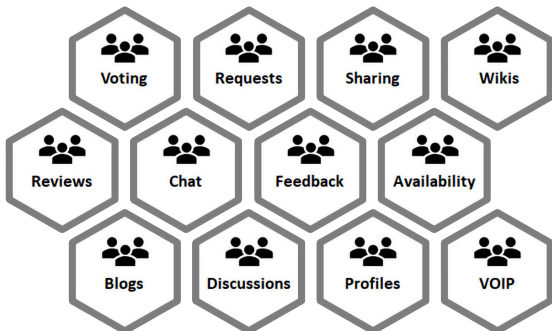 Voting
Requests
Sharing
Wikis
Reviews
Chat
Feedback
Availability
Blogs
Discussions
Profiles
VOIP